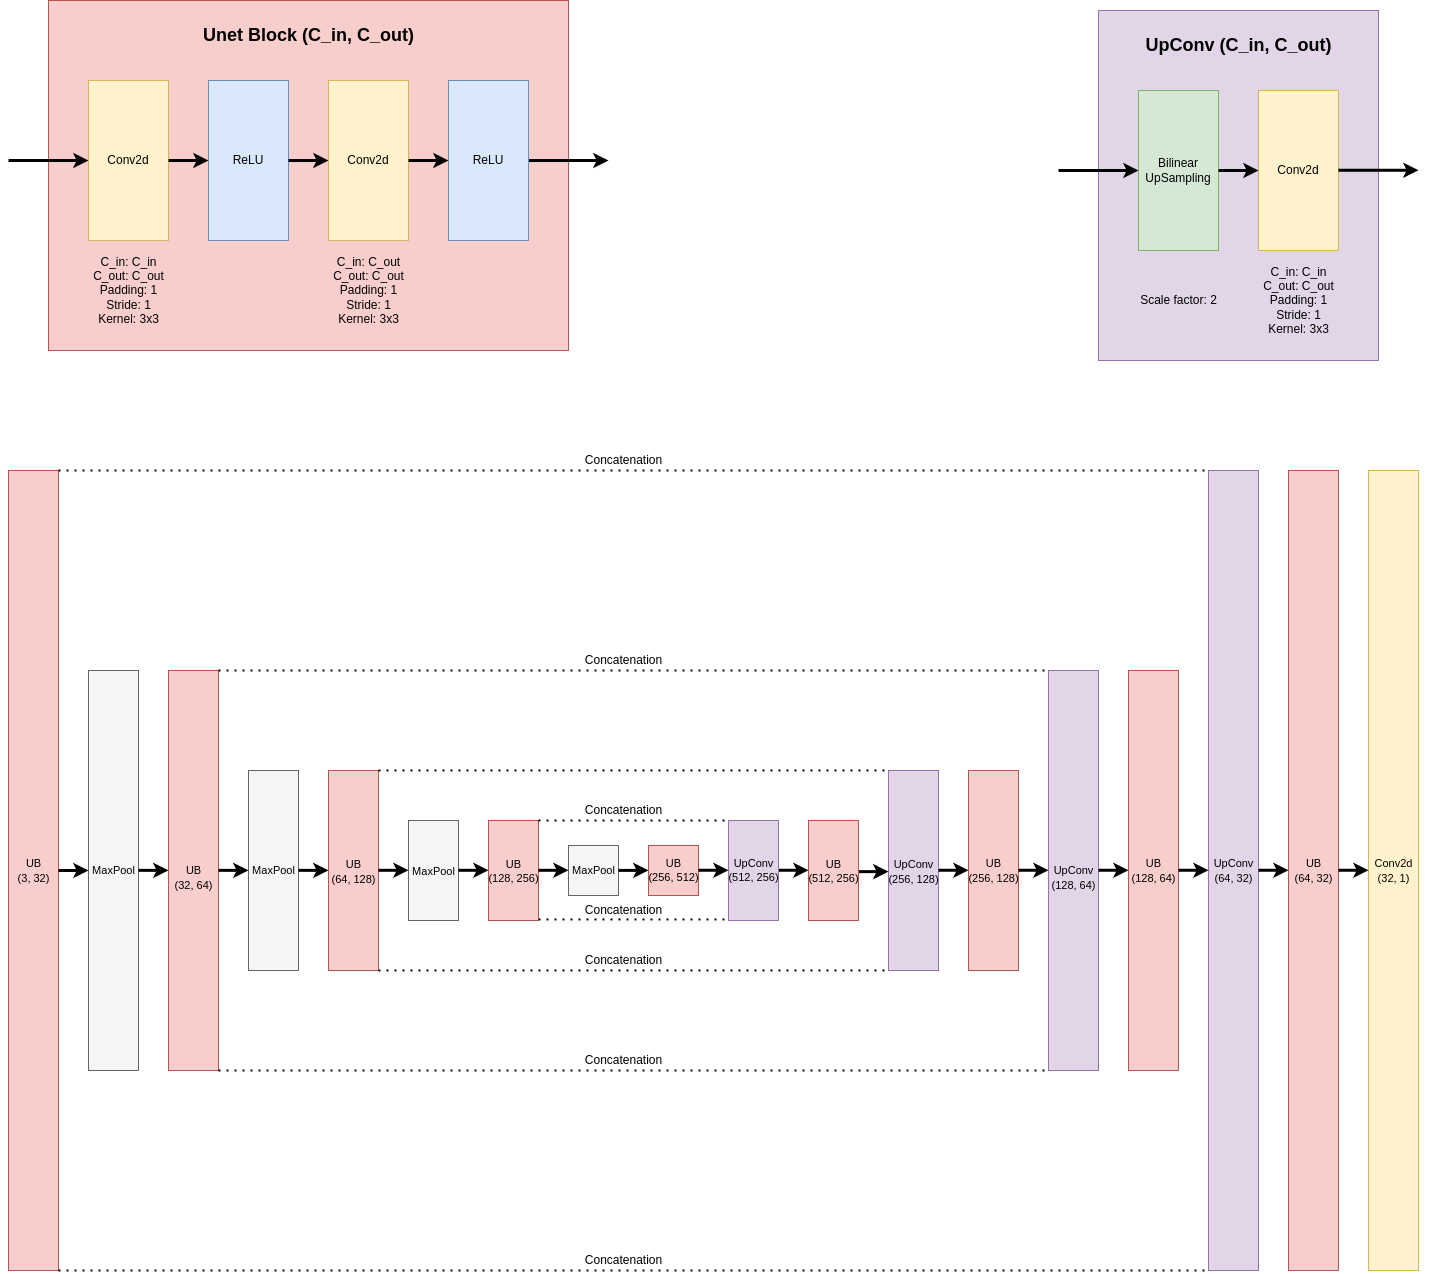 Unet Block (C_in, C_out)
Conv2d
ReLU
Conv2d
ReLU
C_in: C_in
C_out: C_out
Padding: 1
Stride: 1
Kernel: 3x3
C_in: C_out
C_out: C_out
Padding: 1
Stride: 1
Kernel: 3x3
UpConv (C_in, C_out)
Bilinear
UpSampling
Conv2d
Scale factor: 2
C_in: C_in
C_out: C_out
Padding: 1
Stride: 1
Kernel: 3x3
Concatenation
Concatenation
Concatenation
UB
(3, 32)
MaxPool
UB
(32, 64)
MaxPool
UB
(64, 128)
MaxPool
UB
(128, 256)
MaxPool
UB
(256, 512)
UpConv
(512, 256)
UB
(512, 256)
UpConv
(256, 128)
UB
(256, 128)
UpConv
(128, 64)
UB
(128, 64)
UpConv
(64, 32)
UB
(64, 32)
Conv2d
(32, 1)
Concatenation
Concatenation
Concatenation
Concatenation